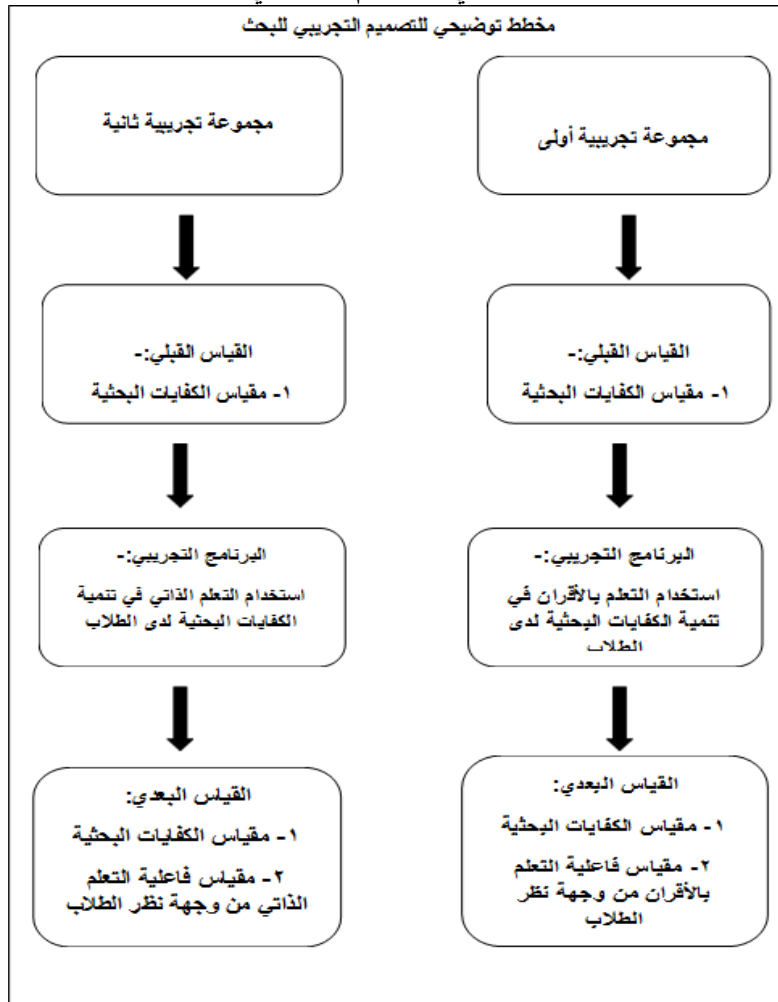 مخطط توضيحي للتصميم التجريبي للبحث
مجموعة تجريبية أولى
مجموعة تجريبية ثانية
القياس القبلي:-
١- مقياس الكفايات البحثية
القياس القبلي:-
١- مقياس الكفايات البحثية
البرنامج التجريبي:-
استخدام التعلم بالأقران في
تنمية الكفايات البحثية لدى
الطلاب
البرنامج التجريبي:-
استخدام التعلم الذاتي في تنمية
الكفايات البحثية لدى الطلاب
القياس البعدي:
١- مقياس الكفايات البحثية
٢- مقياس فاعلية التعلم
بالأقران من وجهة نظر
الطلاب
القياس البعدي:
١- مقياس الكفايات البحثية
٢- مقياس فاعلية التعلم
الذاتي من وجهة نظر الطلاب